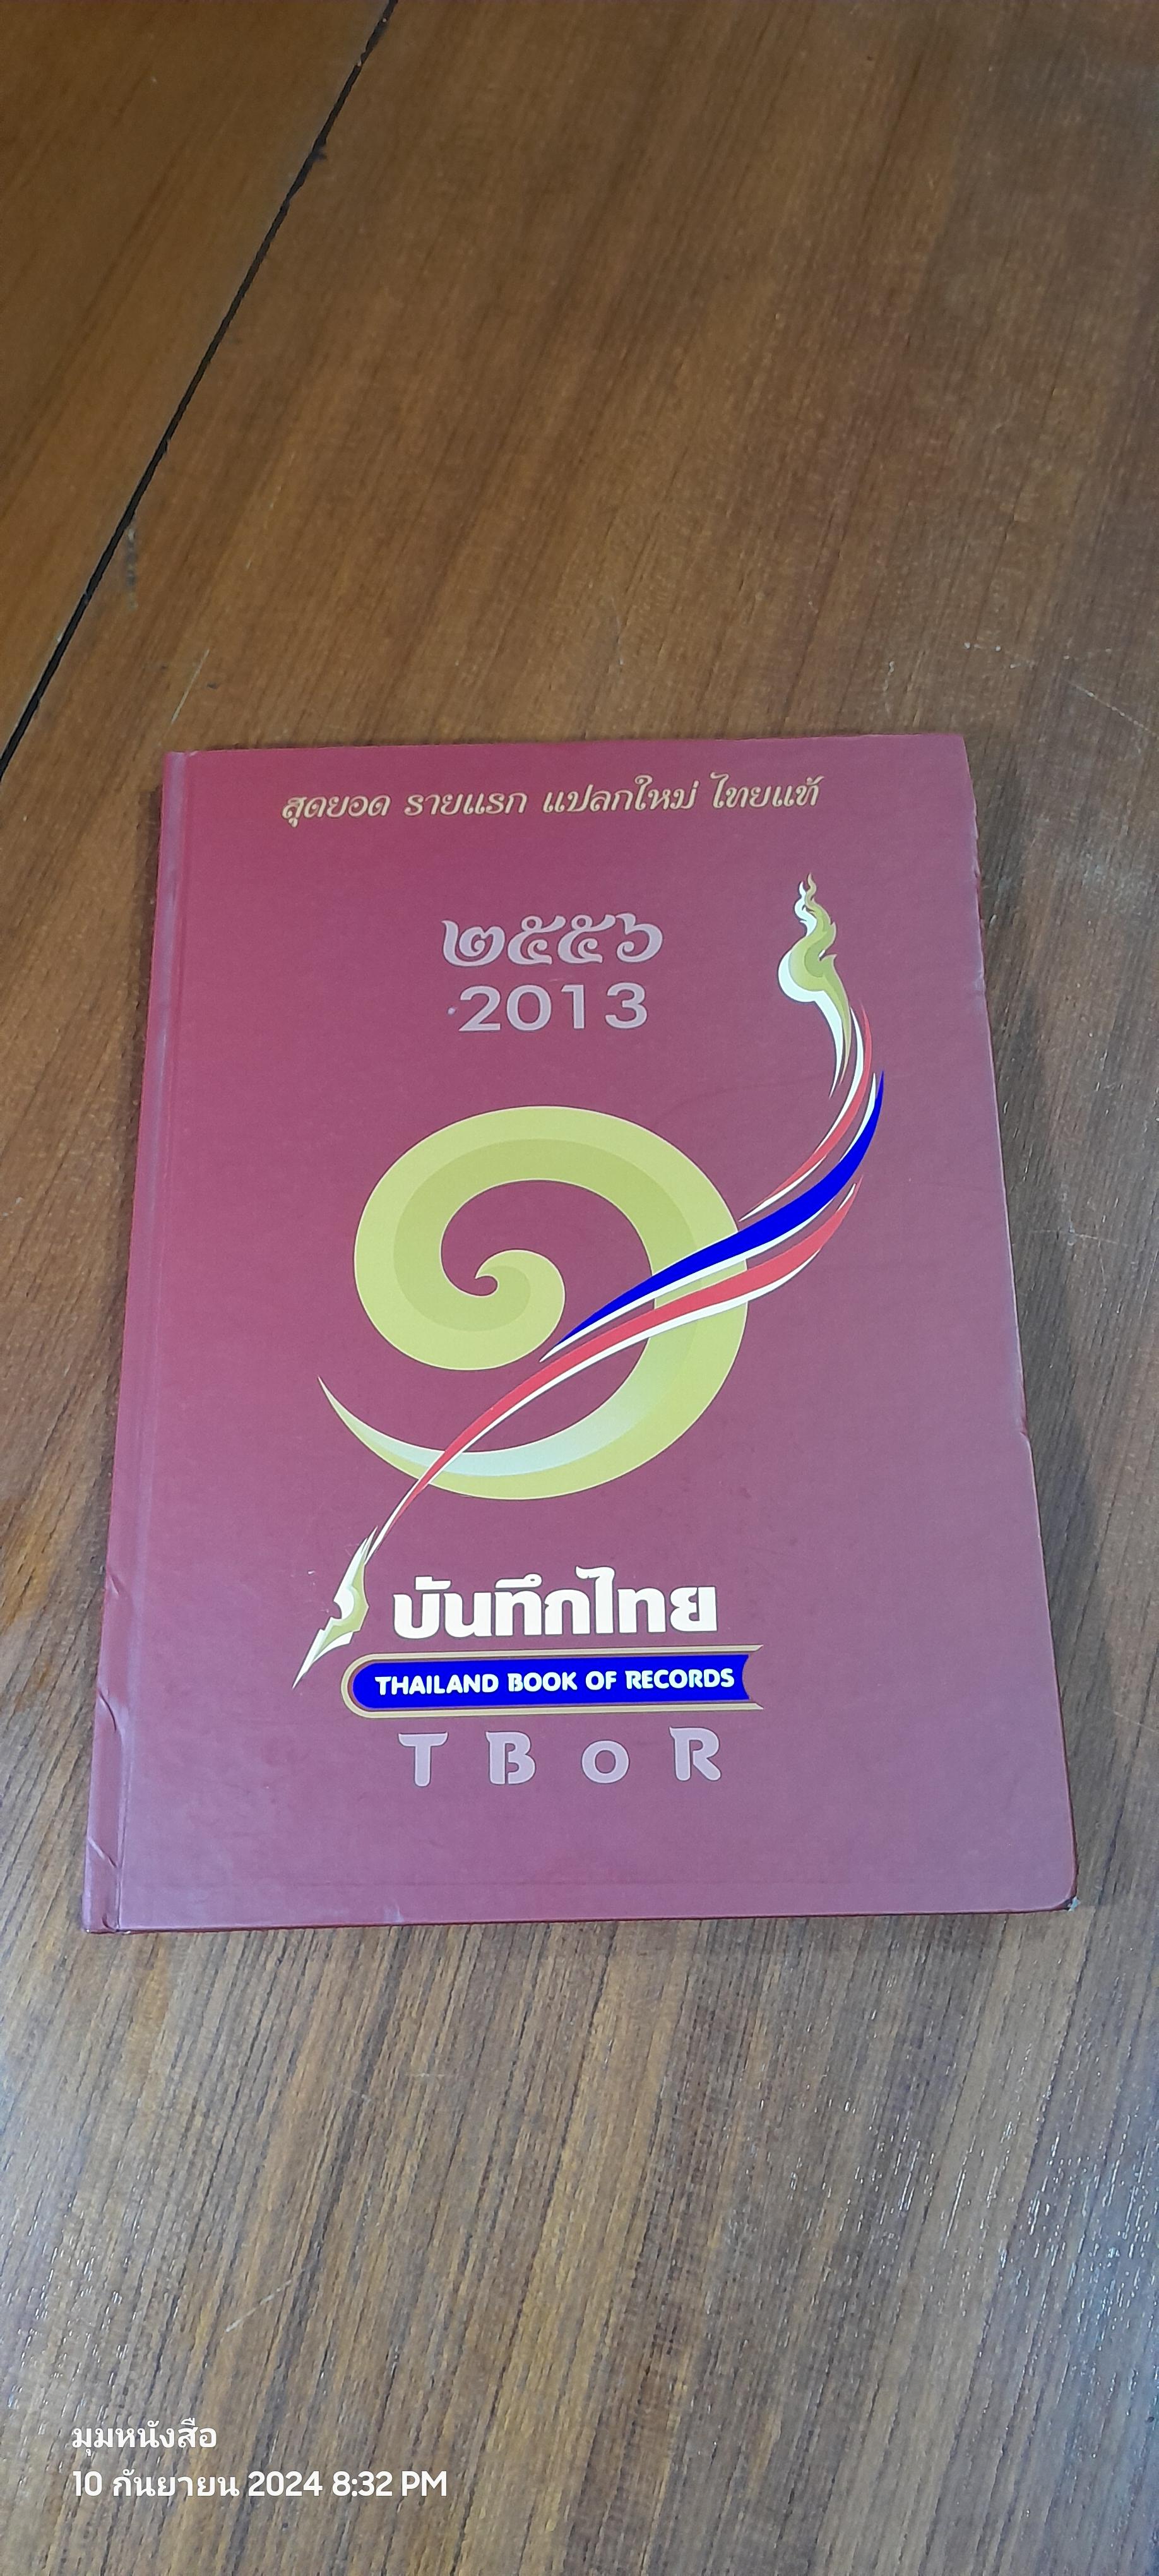 สุดยอด รายแรก แปลกใหม่ ไทยแท้
๒๕๕๖
2013
๑
บันทึกไทย
THAILAND BOOK OF RECORDS
T B o R
มุมหนังสือ
10 กันยายน 2024 8:32 PM